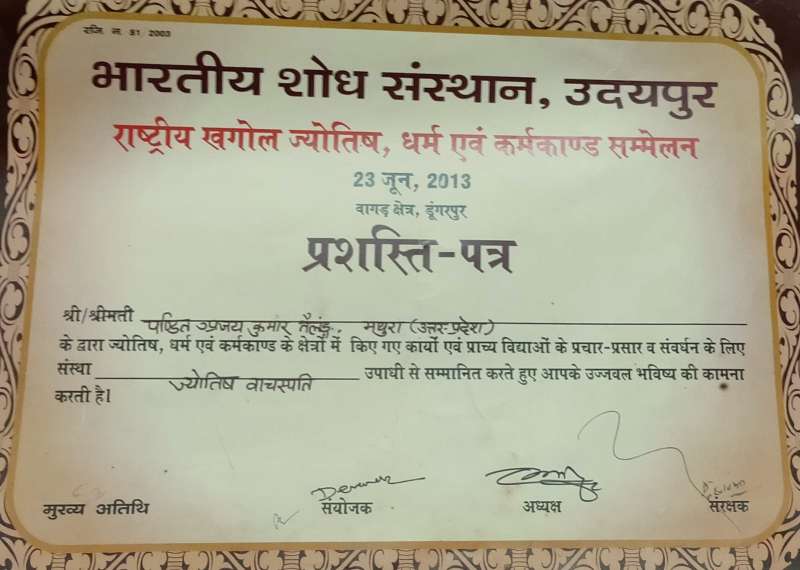 रजि. न. 51, 2003
भारतीय शोध संस्थान, उदयपुर
राष्ट्रीय खगोल ज्योतिष, धर्म एवं कर्मकाण्ड सम्मेलन
23 जून, 2013
वागड़ क्षेत्र, डूंगरपुर
प्रशस्ति-पत्र
श्री/श्रीमती पण्डित अजय कुमार तैलंग, मथुरा (उत्तर-प्रदेश)
के द्वारा ज्योतिष, धर्म एवं कर्मकाण्ड के क्षेत्रों में किए गए कार्यो एवं प्राच्य विद्याओं के प्रचार-प्रसार व संवर्धन के लिए
संस्था ज्योतिष वाचस्पति उपाधी से सम्मानित करते हुए आपके उज्जवल भविष्य की कामना
करती है।
मुख्य अतिथि संयोजक अध्यक्ष संरक्षक